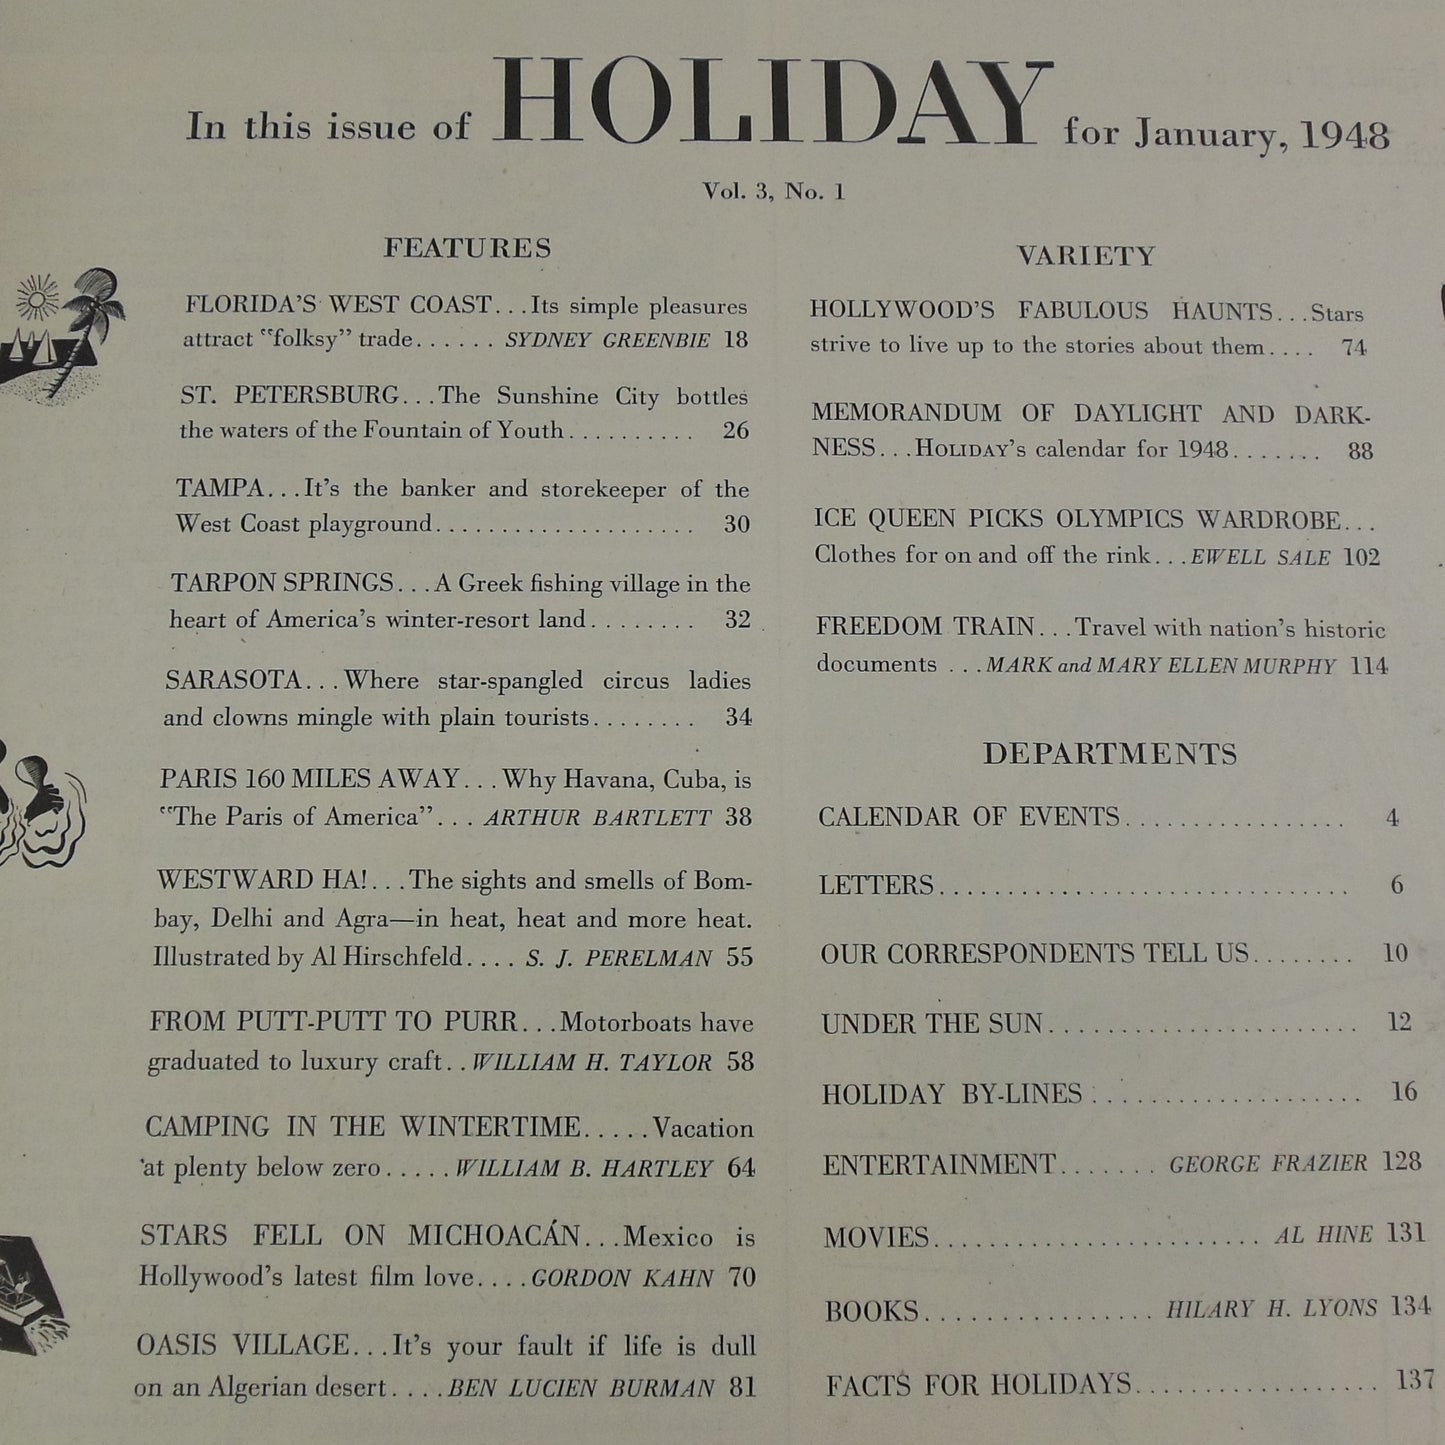 In this issue of HOLIDAY for January, 1948
Vol. 3, No. 1
FEATURES
FLORIDA'S WEST COAST...Its simple pleasures
attract "folksy" trade...... SYDNEY GREENBIE 18
ST. PETERSBURG...The Sunshine City bottles
the waters of the Fountain of Youth.......... 26
TAMPA...It's the banker and storekeeper of the
West Coast playground.................. 30
TARPON SPRINGS...A Greek fishing village in the
heart of America's winter-resort land........ 32
SARASOTA...Where star-spangled circus ladies
and clowns mingle with plain tourists........ 34
PARIS 160 MILES AWAY...Why Havana, Cuba, is
"The Paris of America"... ARTHUR BARTLETT 38
WESTWARD HA!...The sights and smells of Bom-
bay, Delhi and Agra—in heat, heat and more heat.
Illustrated by Al Hirschfeld.... S. J. PERELMAN 55
FROM PUTT-PUTT TO PURR...Motorboats have
graduated to luxury craft.. WILLIAM H. TAYLOR 58
CAMPING IN THE WINTERTIME.....Vacation
at plenty below zero..... WILLIAM B. HARTLEY 64
STARS FELL ON MICHOACÁN...Mexico is
Hollywood's latest film love....GORDON KAHN 70
OASIS VILLAGE...It's your fault if life is dull
on an Algerian desert....BEN LUCIEN BURMAN 81
VARIETY
HOLLYWOOD'S FABULOUS HAUNTS...Stars
strive to live up to the stories about them.... 74
MEMORANDUM OF DAYLIGHT AND DARK-
NESS...HOLIDAY's calendar for 1948....... 88
ICE QUEEN PICKS OLYMPICS WARDROBE...
Clothes for on and off the rink...EWELL SALE 102
FREEDOM TRAIN...Travel with nation's historic
documents ...MARK and MARY ELLEN MURPHY 114
DEPARTMENTS
CALENDAR OF EVENTS................. 4
LETTERS............................... 6
OUR CORRESPONDENTS TELL US........ 10
UNDER THE SUN....................... 12
HOLIDAY BY-LINES.................... 16
ENTERTAINMENT....... GEORGE FRAZIER 128
MOVIES......................... AL HINE 131
BOOKS................ HILARY H. LYONS 134
FACTS FOR HOLIDAYS................... 137